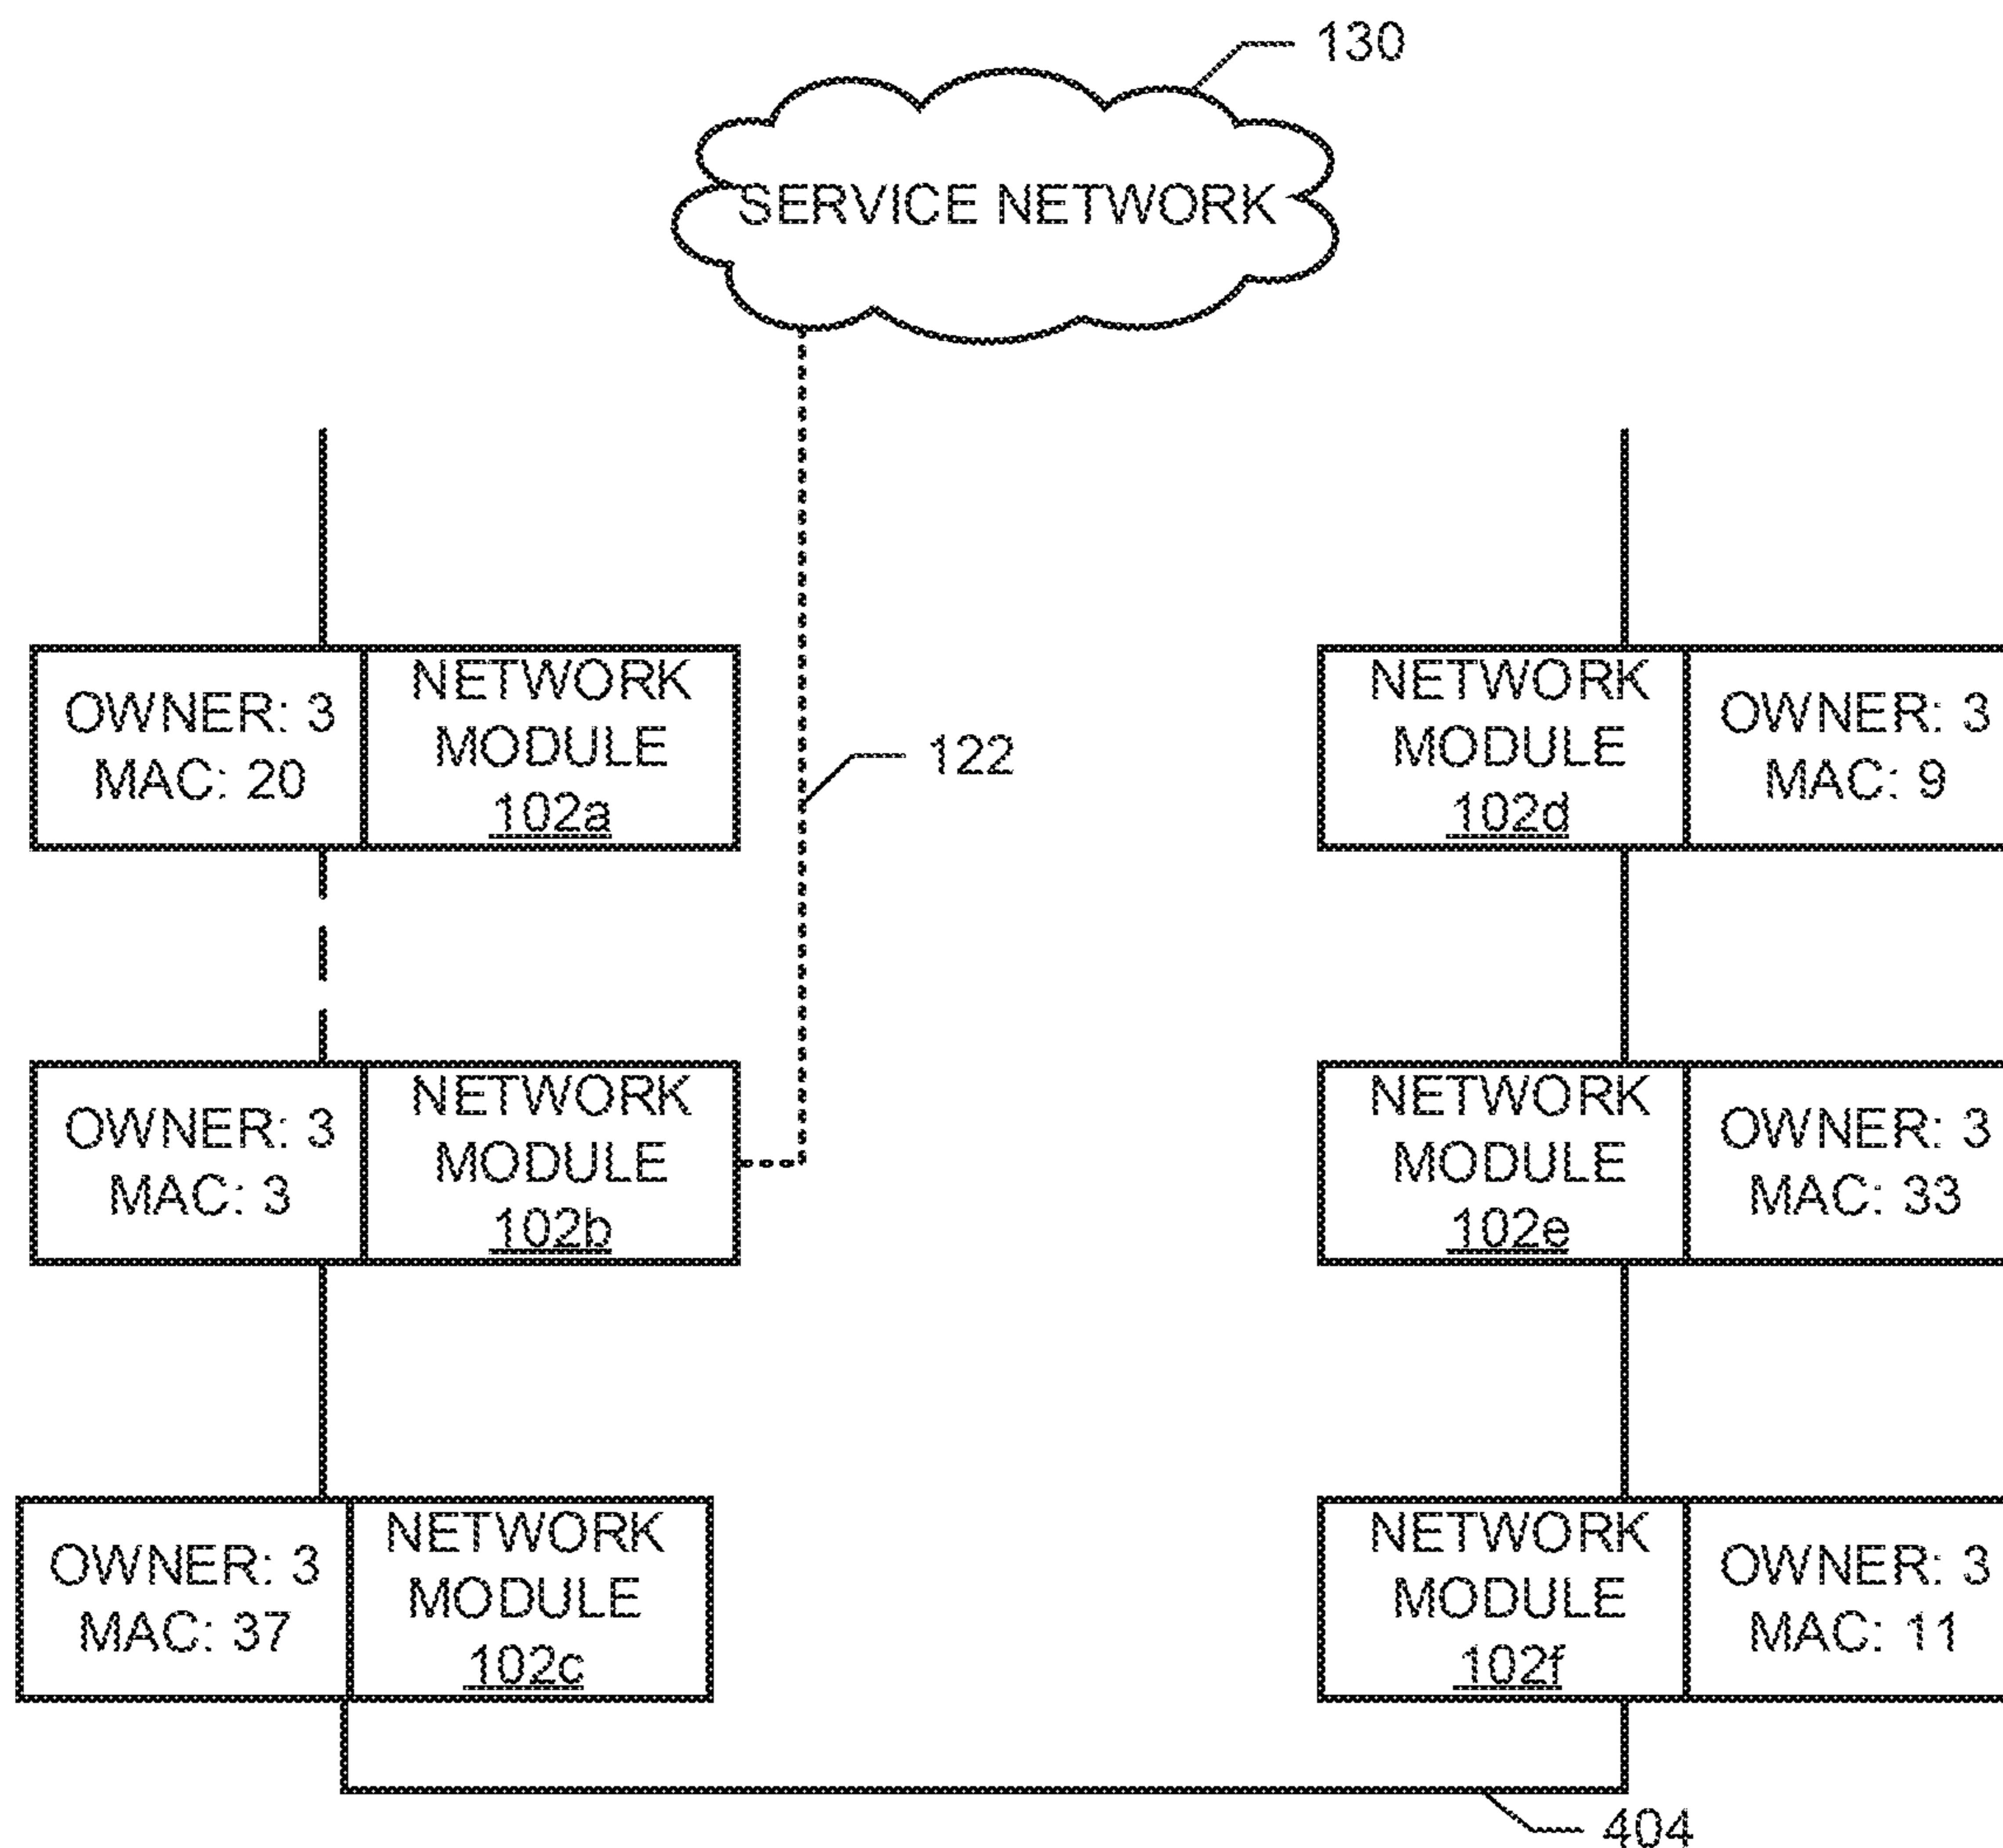 130
SERVICE NETWORK
122
OWNER: 3
MAC: 20
NETWORK
MODULE
102a
NETWORK
MODULE
102d
OWNER: 3
MAC: 9
OWNER: 3
MAC: 3
NETWORK
MODULE
102b
NETWORK
MODULE
102e
OWNER: 3
MAC: 33
OWNER: 3
MAC: 37
NETWORK
MODULE
102c
NETWORK
MODULE
102f
OWNER: 3
MAC: 11
404